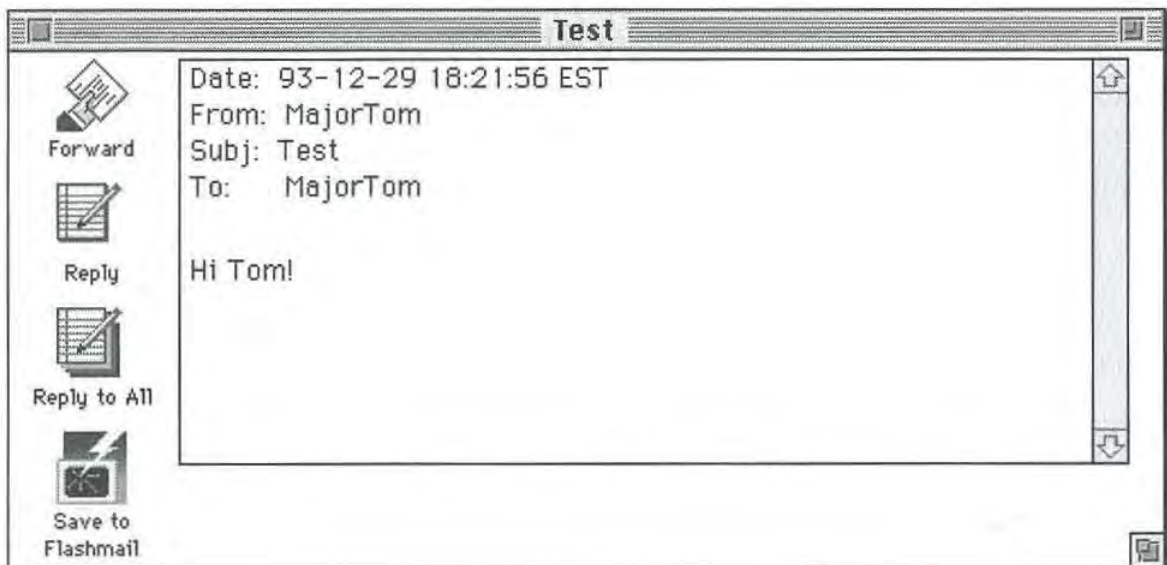 Test
Date: 93-12-29 18:21:56 EST
From: MajorTom
Subj: Test
To: MajorTom
Hi Tom!
Forward
Reply
Reply to All
Save to
Flashmail